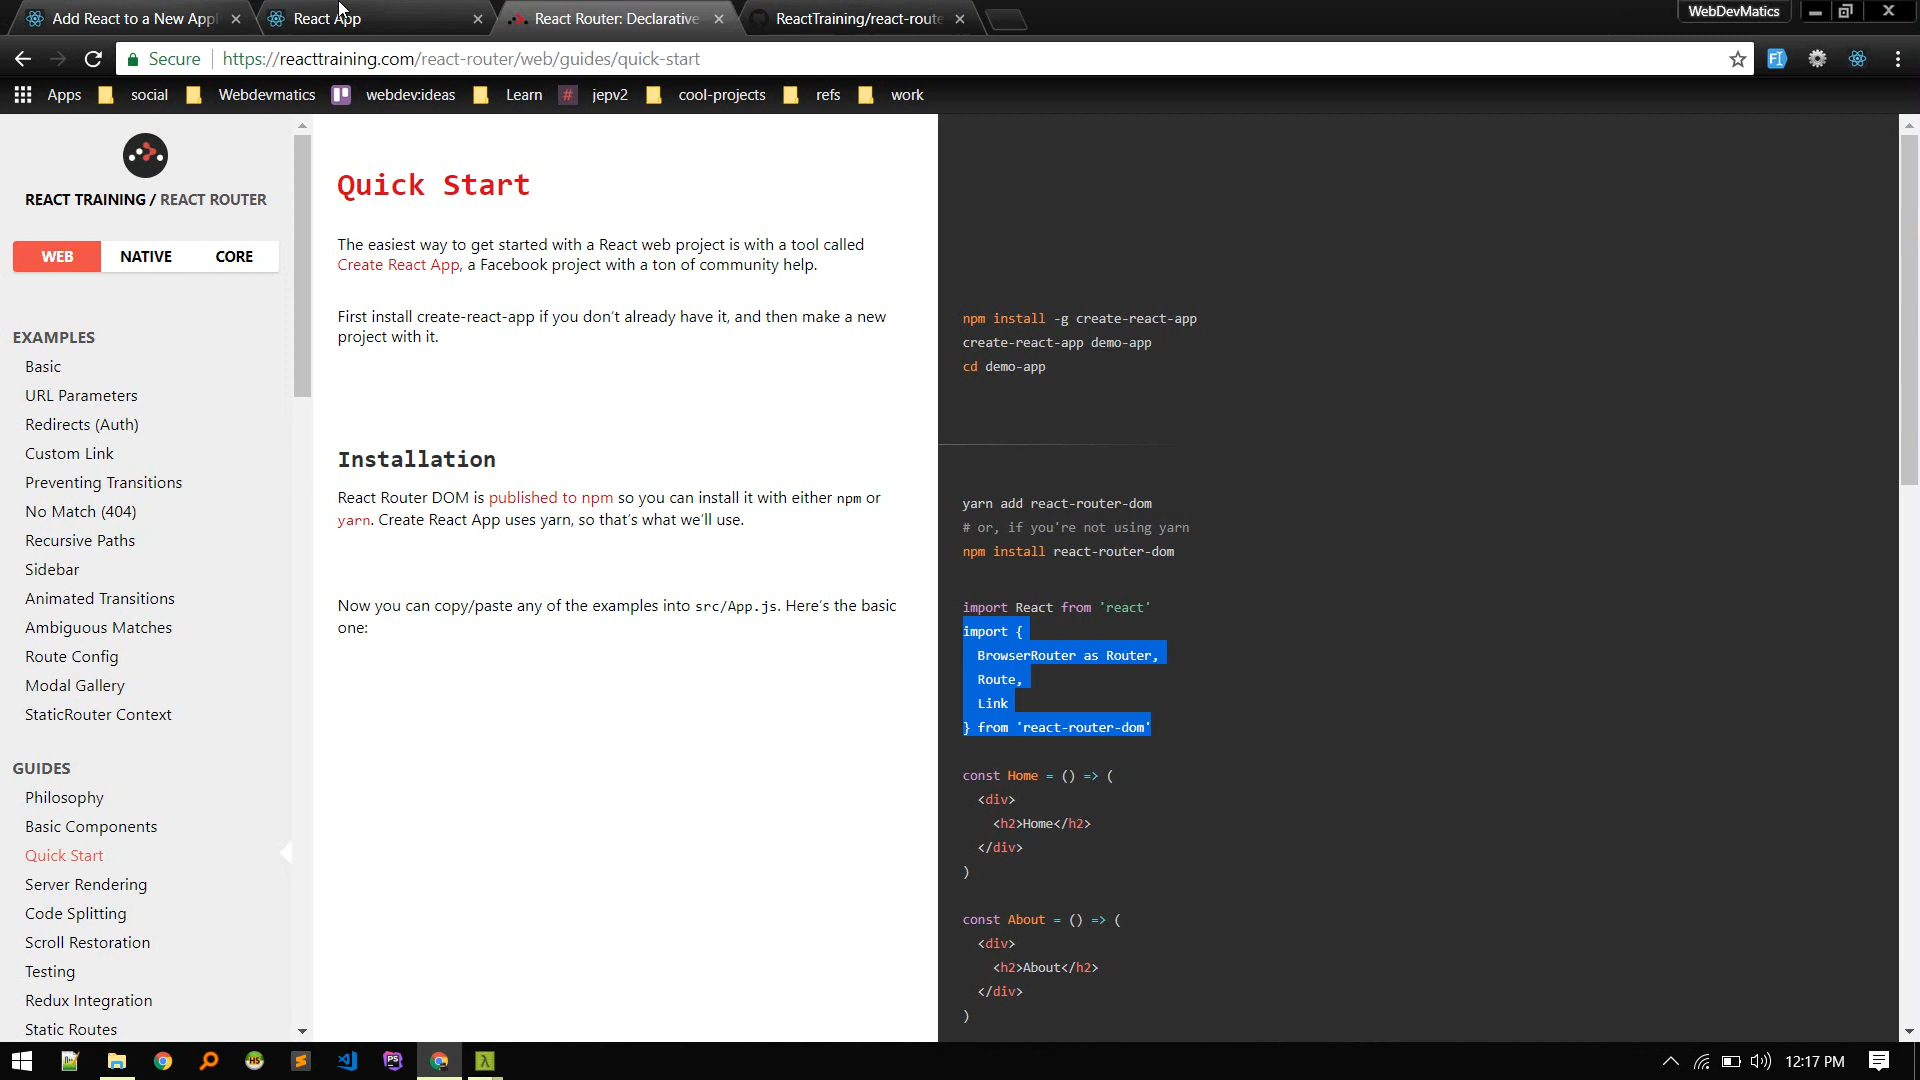 Add React to a New Appl
React App
React Router: Declarative
ReactTraining/react-route
WebDevMatics
Secure
https://reacttraining.com/react-router/web/guides/quick-start
Apps
social
Webdevmatics
webdev:ideas
Learn
# jepv2
cool-projects
refs
work
REACT TRAINING / REACT ROUTER
WEB
NATIVE
CORE
EXAMPLES
Basic
URL Parameters
Redirects (Auth)
Custom Link
Preventing Transitions
No Match (404)
Recursive Paths
Sidebar
Animated Transitions
Ambiguous Matches
Route Config
Modal Gallery
StaticRouter Context
GUIDES
Philosophy
Basic Components
Quick Start
Server Rendering
Code Splitting
Scroll Restoration
Testing
Redux Integration
Static Routes
Quick Start
The easiest way to get started with a React web project is with a tool called
Create React App, a Facebook project with a ton of community help.
First install create-react-app if you don't already have it, and then make a new
project with it.
Installation
React Router DOM is published to npm so you can install it with either npm or
yarn. Create React App uses yarn, so that's what we'll use.
Now you can copy/paste any of the examples into src/App.js. Here's the basic
one:
npm install -g create-react-app
create-react-app demo-app
cd demo-app
yarn add react-router-dom
# or, if you're not using yarn
npm install react-router-dom
import React from 'react'
import {
BrowserRouter as Router,
Route,
Link
} from 'react-router-dom'
const Home = () => (
<div>
<h2>Home</h2>
</div>
)
const About = () => (
<div>
<h2>About</h2>
</div>
)
12:17 PM